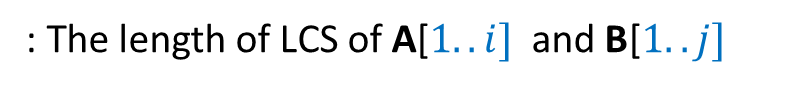 : The length of LCS of A[1..i] and B[1..j]